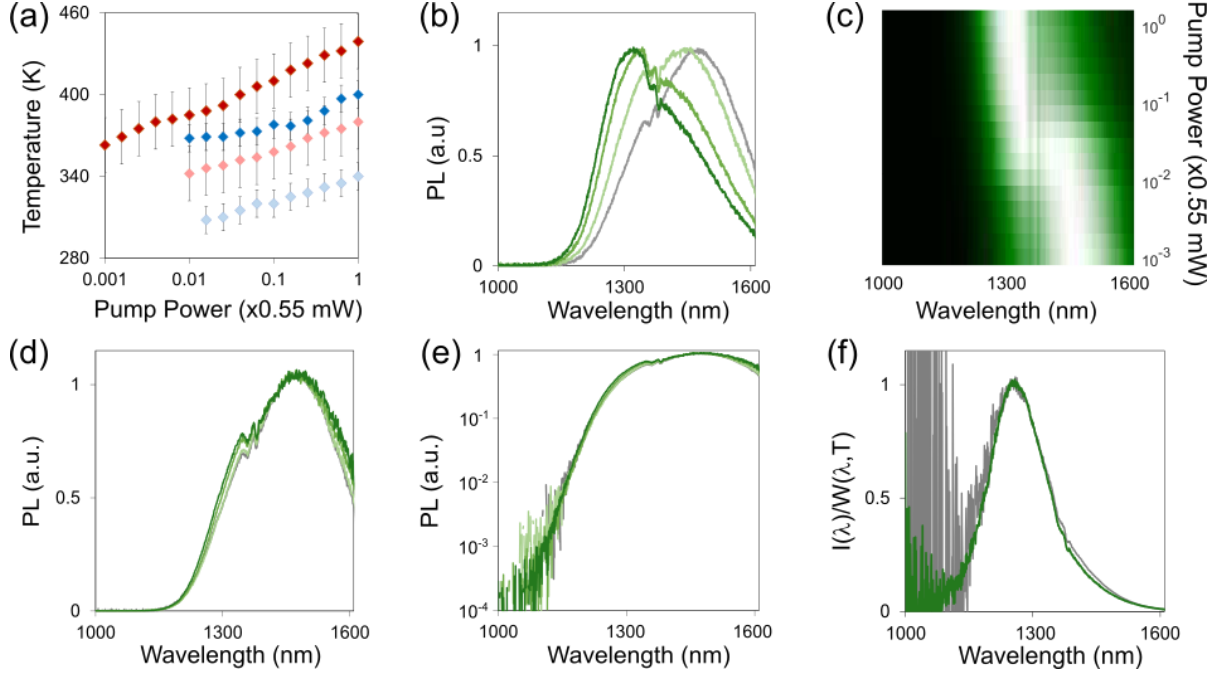 (a)
460
400
340
280
Temperature (K)
0.001
0.01
0.1
1
Pump Power (x0.55 mW)
(b)
1
0.5
0
PL (a.u)
1000
1300
1600
Wavelength (nm)
(c)
10⁰
10⁻¹
10⁻²
10⁻³
Pump Power (x0.55 mW)
1000
1300
1600
Wavelength (nm)
(d)
1
0.5
0
PL (a.u.)
1000
1300
1600
Wavelength (nm)
(e)
1
10⁻¹
10⁻²
10⁻³
10⁻⁴
PL (a.u.)
1000
1300
1600
Wavelength (nm)
(f)
1
0.5
0
I(λ)/W(λ,T)
1000
1300
1600
Wavelength (nm)